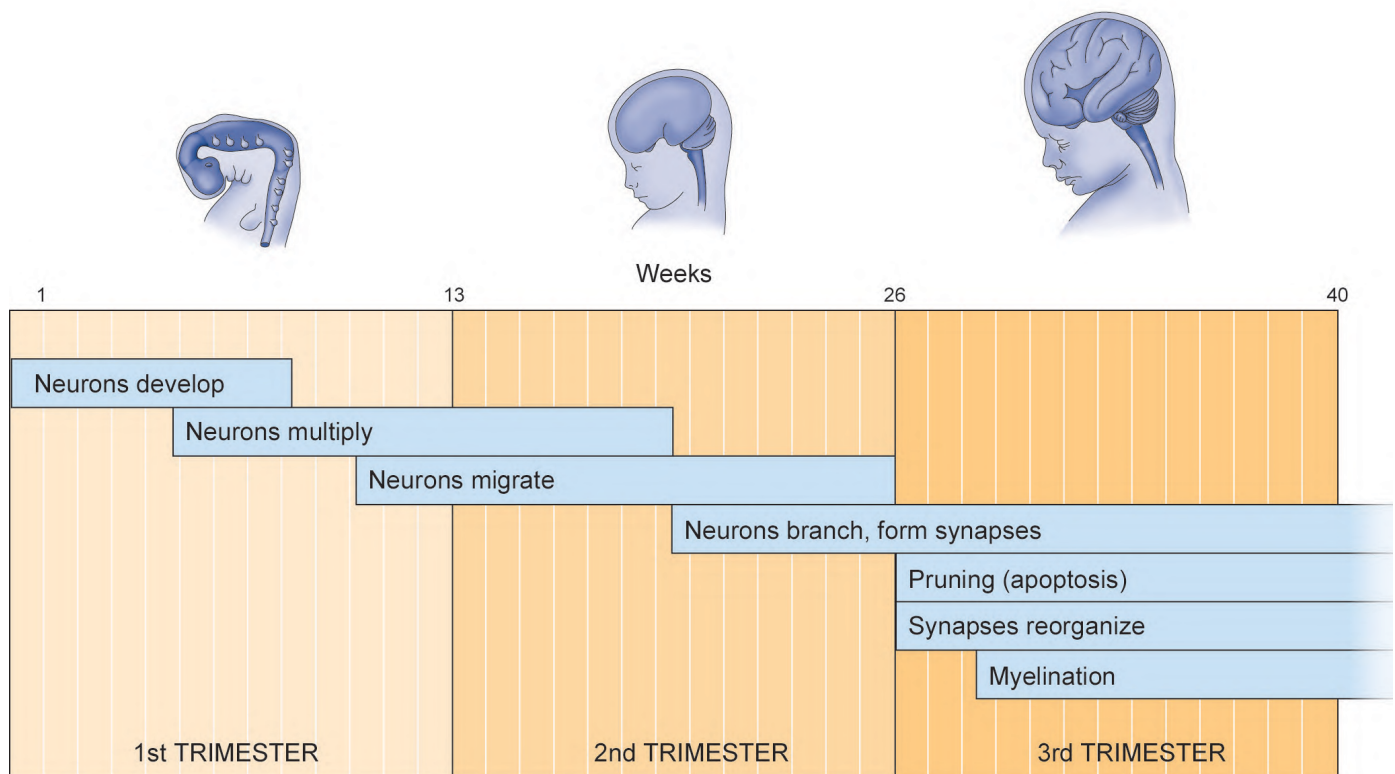 Weeks
1 13 26 40
Neurons develop
Neurons multiply
Neurons migrate
Neurons branch, form synapses
Pruning (apoptosis)
Synapses reorganize
Myelination
1st TRIMESTER 2nd TRIMESTER 3rd TRIMESTER